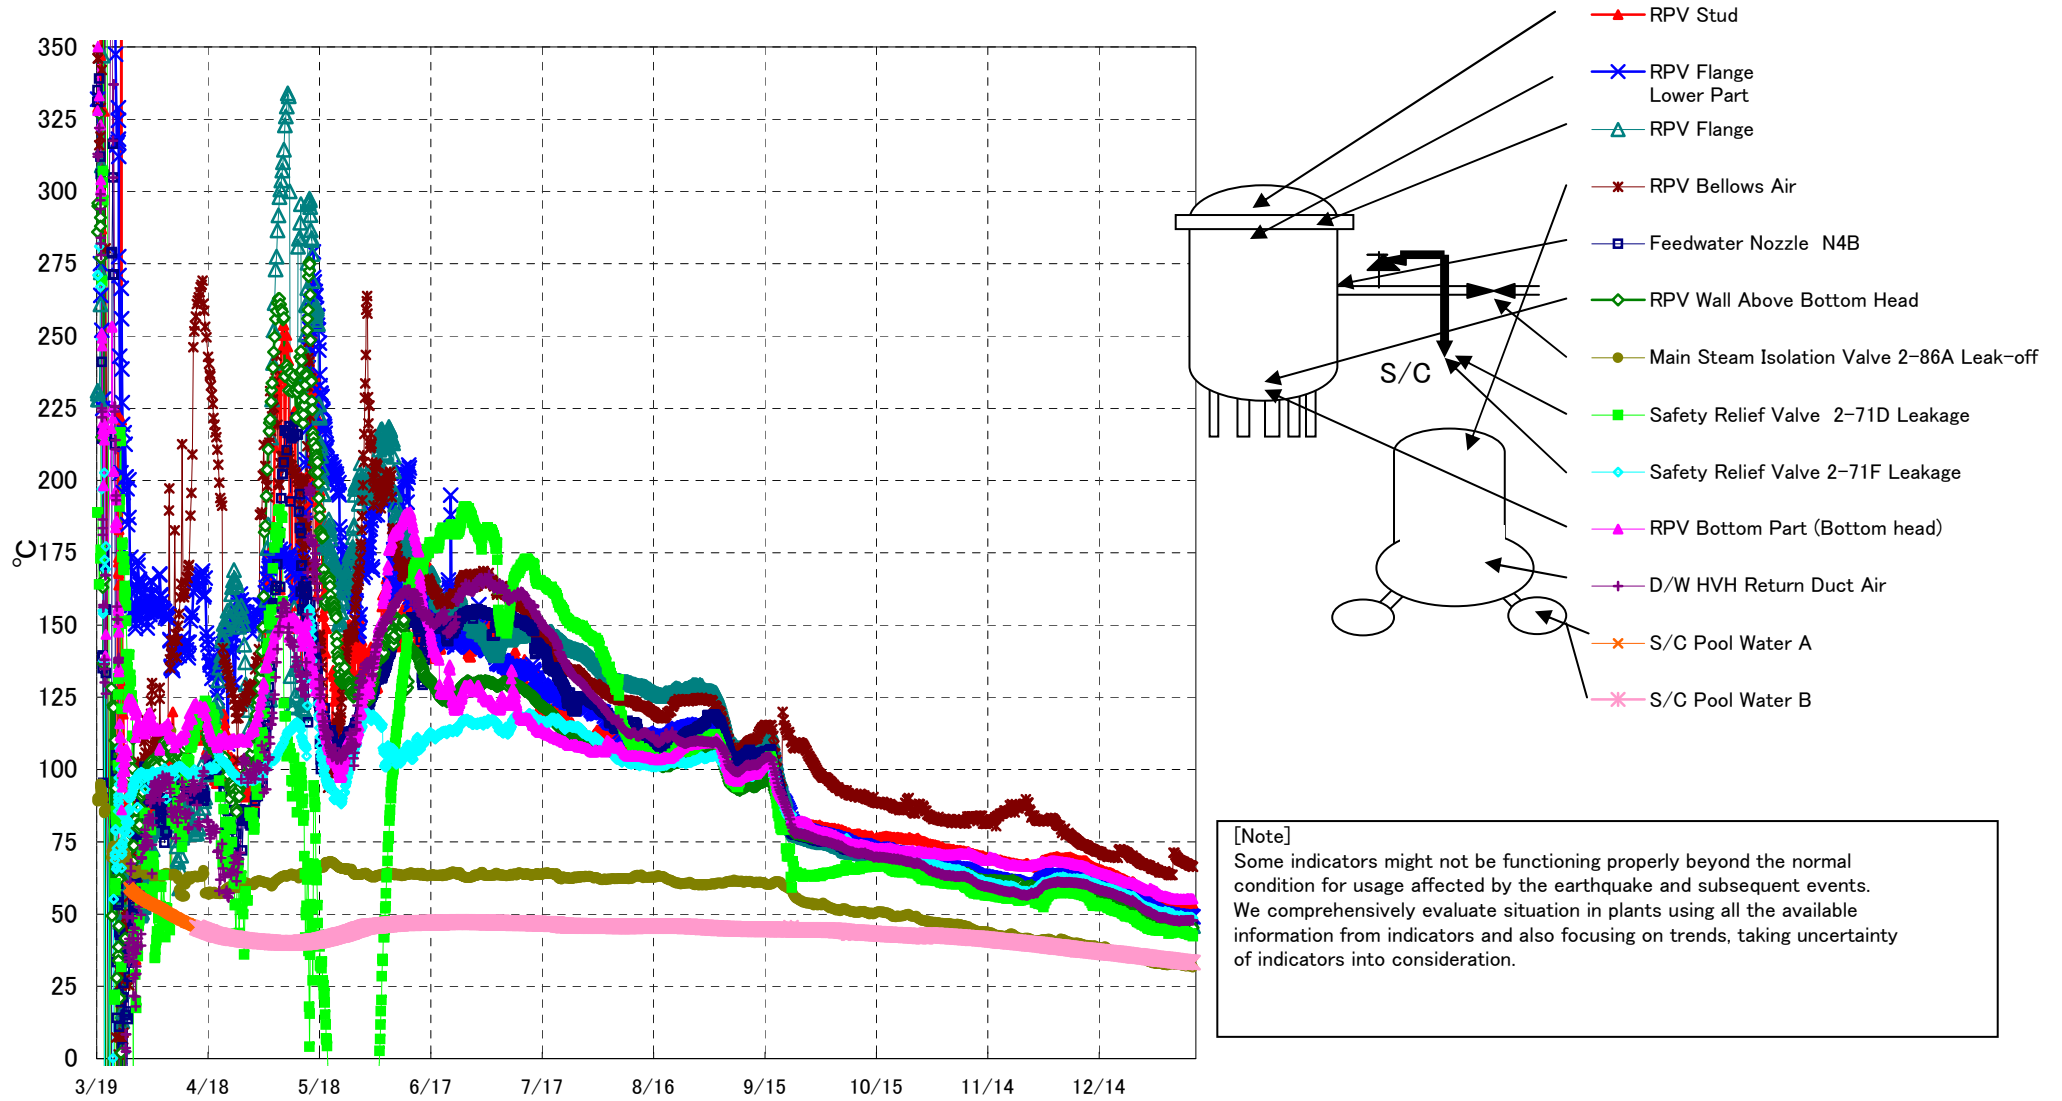 350
325
300
275
250
225
200
175
150
125
100
75
50
25
0
℃
3/19 4/18 5/18 6/17 7/17 8/16 9/15 10/15 11/14 12/14
RPV Stud
RPV Flange
Lower Part
RPV Flange
RPV Bellows Air
Feedwater Nozzle N4B
RPV Wall Above Bottom Head
Main Steam Isolation Valve 2-86A Leak-off
Safety Relief Valve 2-71D Leakage
Safety Relief Valve 2-71F Leakage
RPV Bottom Part (Bottom head)
D/W HVH Return Duct Air
S/C Pool Water A
S/C Pool Water B
S/C
[Note]
Some indicators might not be functioning properly beyond the normal
condition for usage affected by the earthquake and subsequent events.
We comprehensively evaluate situation in plants using all the available
information from indicators and also focusing on trends, taking uncertainty
of indicators into consideration.